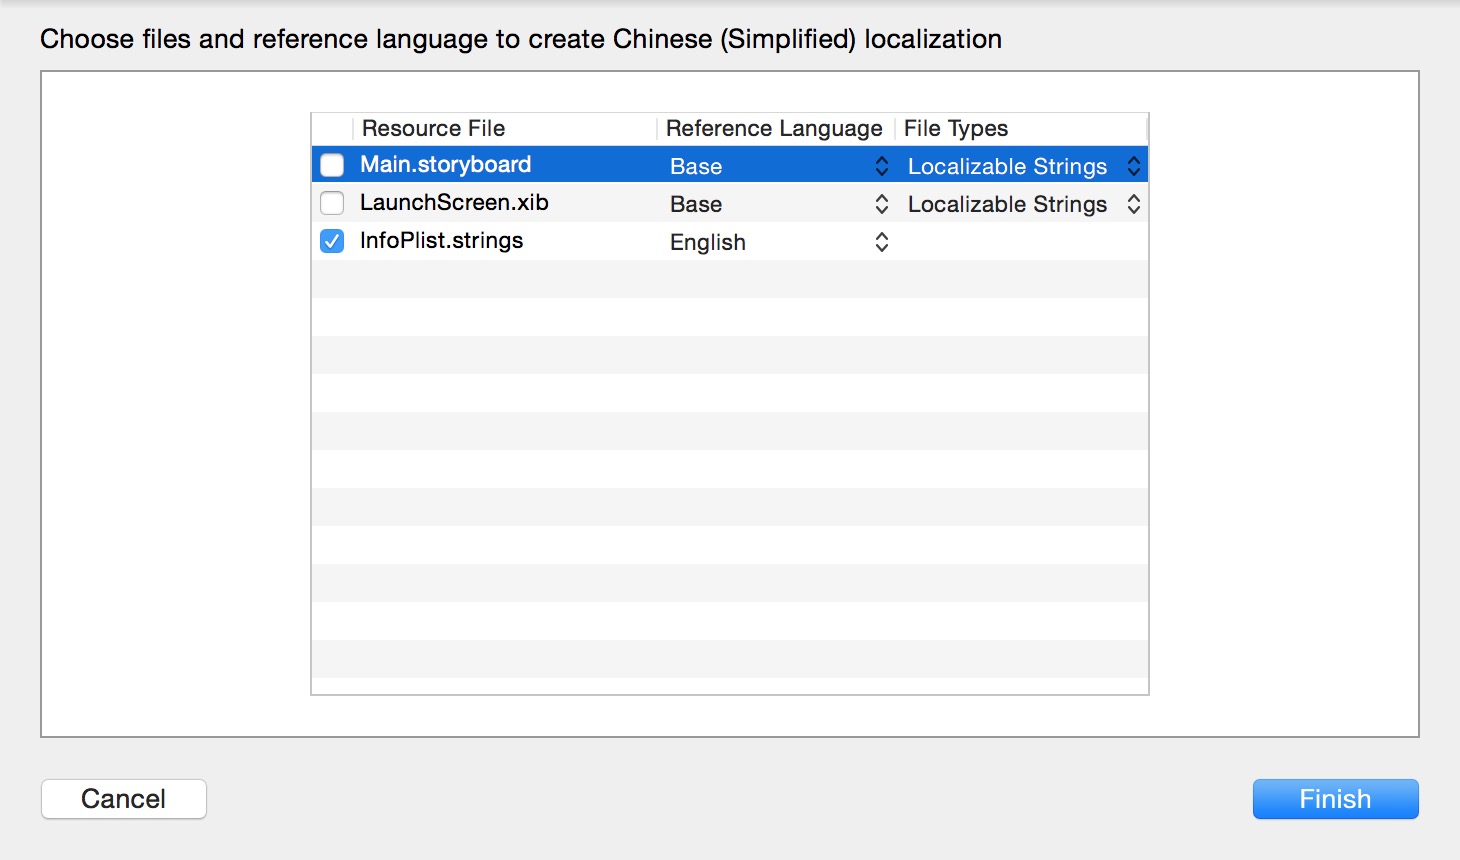 Choose files and reference language to create Chinese (Simplified) localization
Resource File Reference Language File Types
Main.storyboard Base Localizable Strings
LaunchScreen.xib Base Localizable Strings
InfoPlist.strings English
Cancel Finish